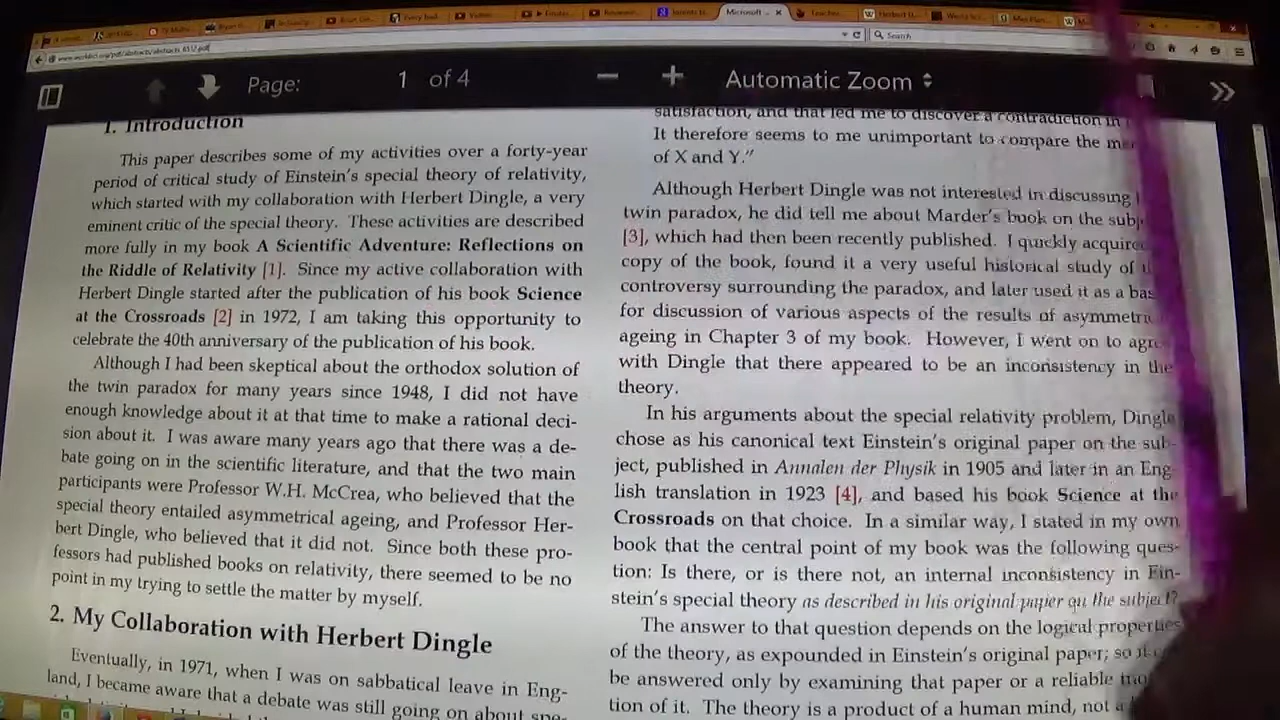 Microsoft ...
Search
Page: 1 of 4
Automatic Zoom
1. Introduction
This paper describes some of my activities over a forty-year
period of critical study of Einstein's special theory of relativity,
which started with my collaboration with Herbert Dingle, a very
eminent critic of the special theory. These activities are described
more fully in my book A Scientific Adventure: Reflections on
the Riddle of Relativity [1]. Since my active collaboration with
Herbert Dingle started after the publication of his book Science
at the Crossroads [2] in 1972, I am taking this opportunity to
celebrate the 40th anniversary of the publication of his book.
Although I had been skeptical about the orthodox solution of
the twin paradox for many years since 1948, I did not have
enough knowledge about it at that time to make a rational deci-
sion about it. I was aware many years ago that there was a de-
bate going on in the scientific literature, and that the two main
participants were Professor W.H. McCrea, who believed that the
special theory entailed asymmetrical ageing, and Professor Her-
bert Dingle, who believed that it did not. Since both these pro-
fessors had published books on relativity, there seemed to be no
point in my trying to settle the matter by myself.
2. My Collaboration with Herbert Dingle
Eventually, in 1971, when I was on sabbatical leave in Eng-
land, I became aware that a debate was still going on about spe-
satisfaction, and that led me to discover a contradiction in
It therefore seems to me unimportant to compare the
of X and Y."
Although Herbert Dingle was not interested in discussing
twin paradox, he did tell me about Marder's book on the
[3], which had then been recently published. I quickly
copy of the book, found it a very useful historical study of
controversy surrounding the paradox, and later used it as a
for discussion of various aspects of the results of
ageing in Chapter 3 of my book. However, I went on to
with Dingle that there appeared to be an inconsistency in the
theory.
In his arguments about the special relativity problem, Dingle
chose as his canonical text Einstein's original paper on the sub-
ject, published in Annalen der Physik in 1905 and later in an Eng-
lish translation in 1923 [4], and based his book Science at the
Crossroads on that choice. In a similar way, I stated in my own
book that the central point of my book was the following ques-
tion: Is there, or is there not, an internal inconsistency in Ein-
stein's special theory as described in his original paper on the subject?
The answer to that question depends on the logical properties
of the theory, as expounded in Einstein's original paper; so it
be answered only by examining that paper or a reliable
tion of it. The theory is a product of a human mind, not a